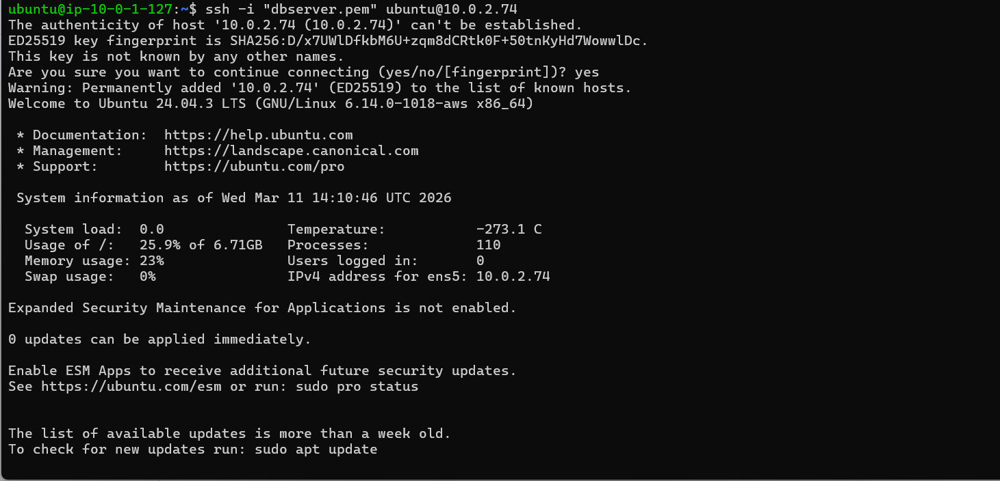 ubuntu@ip-10-0-1-127:~$ ssh -i "dbserver.pem" ubuntu@10.0.2.74
The authenticity of host '10.0.2.74 (10.0.2.74)' can't be established.
ED25519 key fingerprint is SHA256:D/x7UWlDfkbM6U+zqm8dCRtk0F+50tnKyHd7WowwlDc.
This key is not known by any other names.
Are you sure you want to continue connecting (yes/no/[fingerprint])? yes
Warning: Permanently added '10.0.2.74' (ED25519) to the list of known hosts.
Welcome to Ubuntu 24.04.3 LTS (GNU/Linux 6.14.0-1018-aws x86_64)

 * Documentation:  https://help.ubuntu.com
 * Management:     https://landscape.canonical.com
 * Support:        https://ubuntu.com/pro

 System information as of Wed Mar 11 14:10:46 UTC 2026

  System load:  0.0               Temperature:           -273.1 C
  Usage of /:   25.9% of 6.71GB   Processes:             110
  Memory usage: 23%               Users logged in:       0
  Swap usage:   0%                IPv4 address for ens5: 10.0.2.74

Expanded Security Maintenance for Applications is not enabled.

0 updates can be applied immediately.

Enable ESM Apps to receive additional future security updates.
See https://ubuntu.com/esm or run: sudo pro status


The list of available updates is more than a week old.
To check for new updates run: sudo apt update